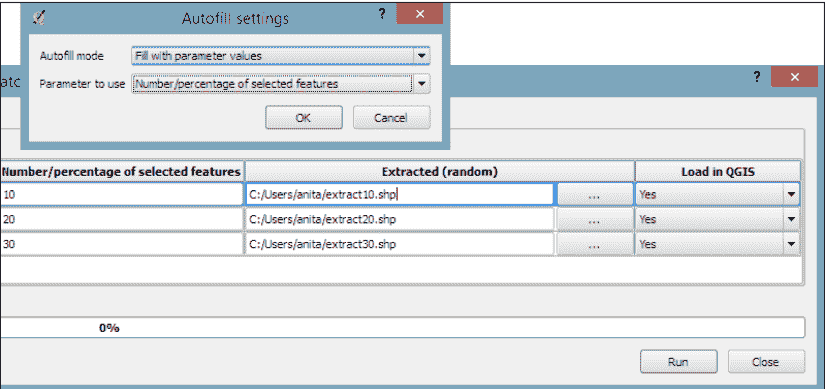 Autofill settings
?
×
Autofill mode
Fill with parameter values
Parameter to use
Number/percentage of selected features
OK
Cancel
atc
?
×
Number/percentage of selected features
Extracted (random)
Load in QGIS
10
C:/Users/anita/extract10.shp
...
Yes
20
C:/Users/anita/extract20.shp
...
Yes
30
C:/Users/anita/extract30.shp
...
Yes
0%
Run
Close